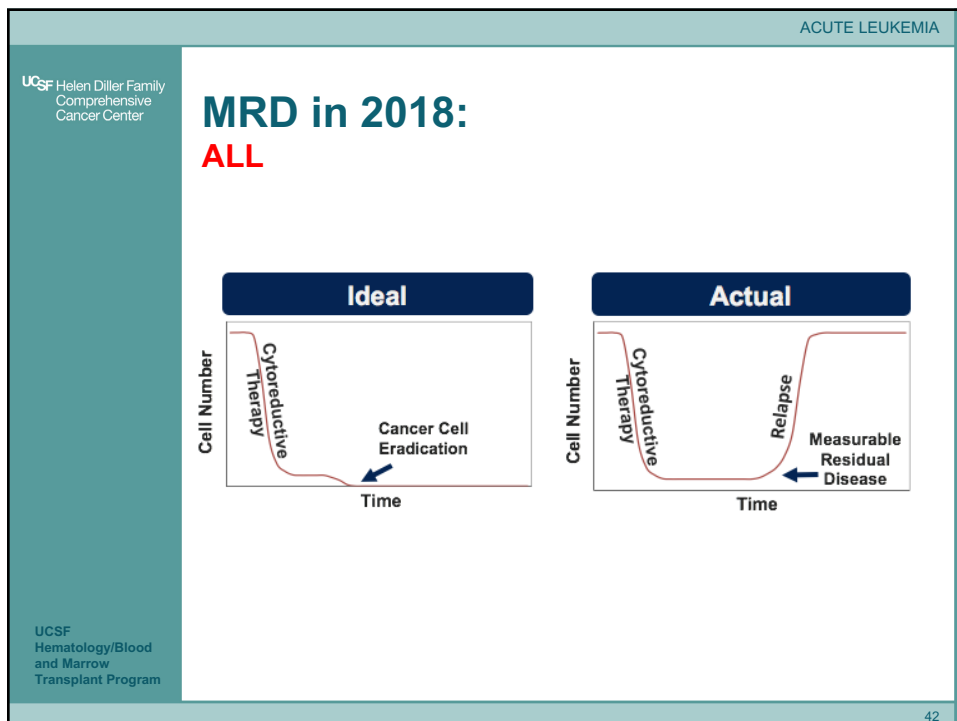 ACUTE LEUKEMIA
UCSF Helen Diller Family
Comprehensive
Cancer Center
MRD in 2018:
ALL
Ideal
Cell Number
Cytoreductive
Therapy
Cancer Cell
Eradication
Time
Actual
Cell Number
Cytoreductive
Therapy
Relapse
Measurable
Residual
Disease
Time
UCSF
Hematology/Blood
and Marrow
Transplant Program
42